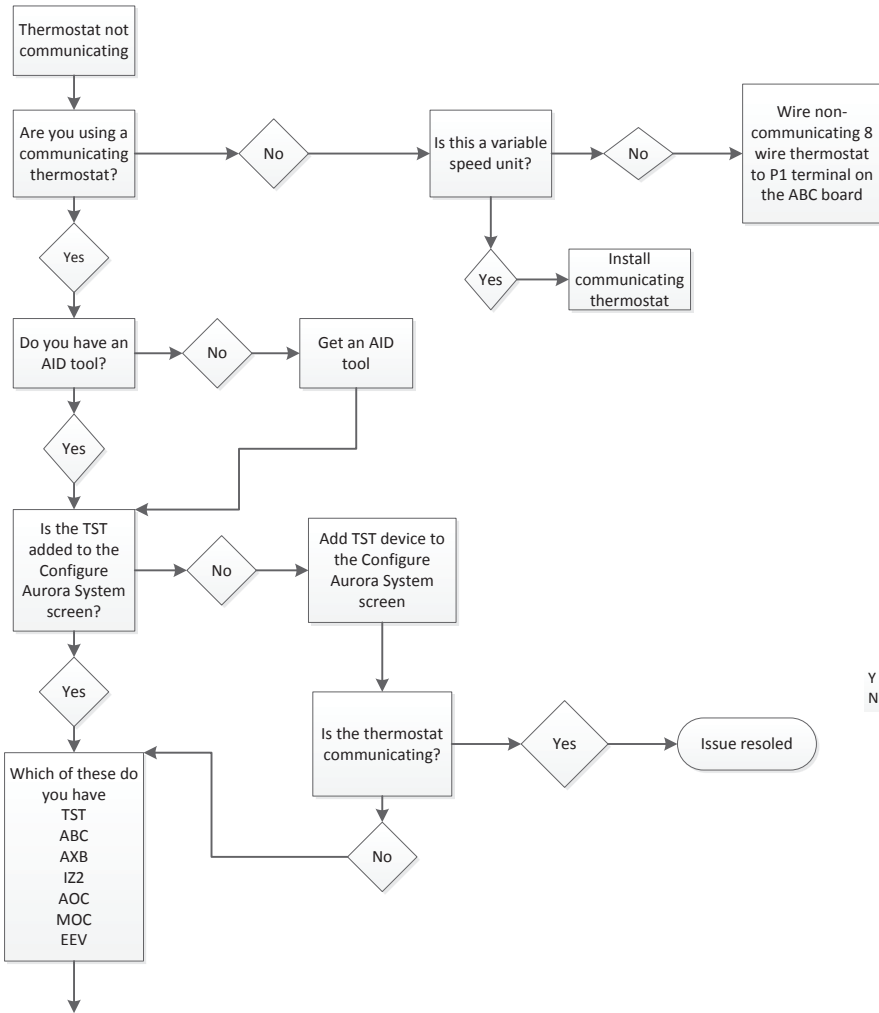 Thermostat not
communicating
Are you using a
communicating
thermostat?
No
Is this a variable
speed unit?
No
Wire non-
communicating 8
wire thermostat
to P1 terminal on
the ABC board
Yes
Yes
Install
communicating
thermostat
Do you have an
AID tool?
No
Get an AID
tool
Yes
Is the TST
added to the
Configure
Aurora System
screen?
No
Add TST device to
the Configure
Aurora System
screen
Yes
Y
N
Is the thermostat
communicating?
Yes
Issue resoled
No
Which of these do
you have
TST
ABC
AXB
IZ2
AOC
MOC
EEV